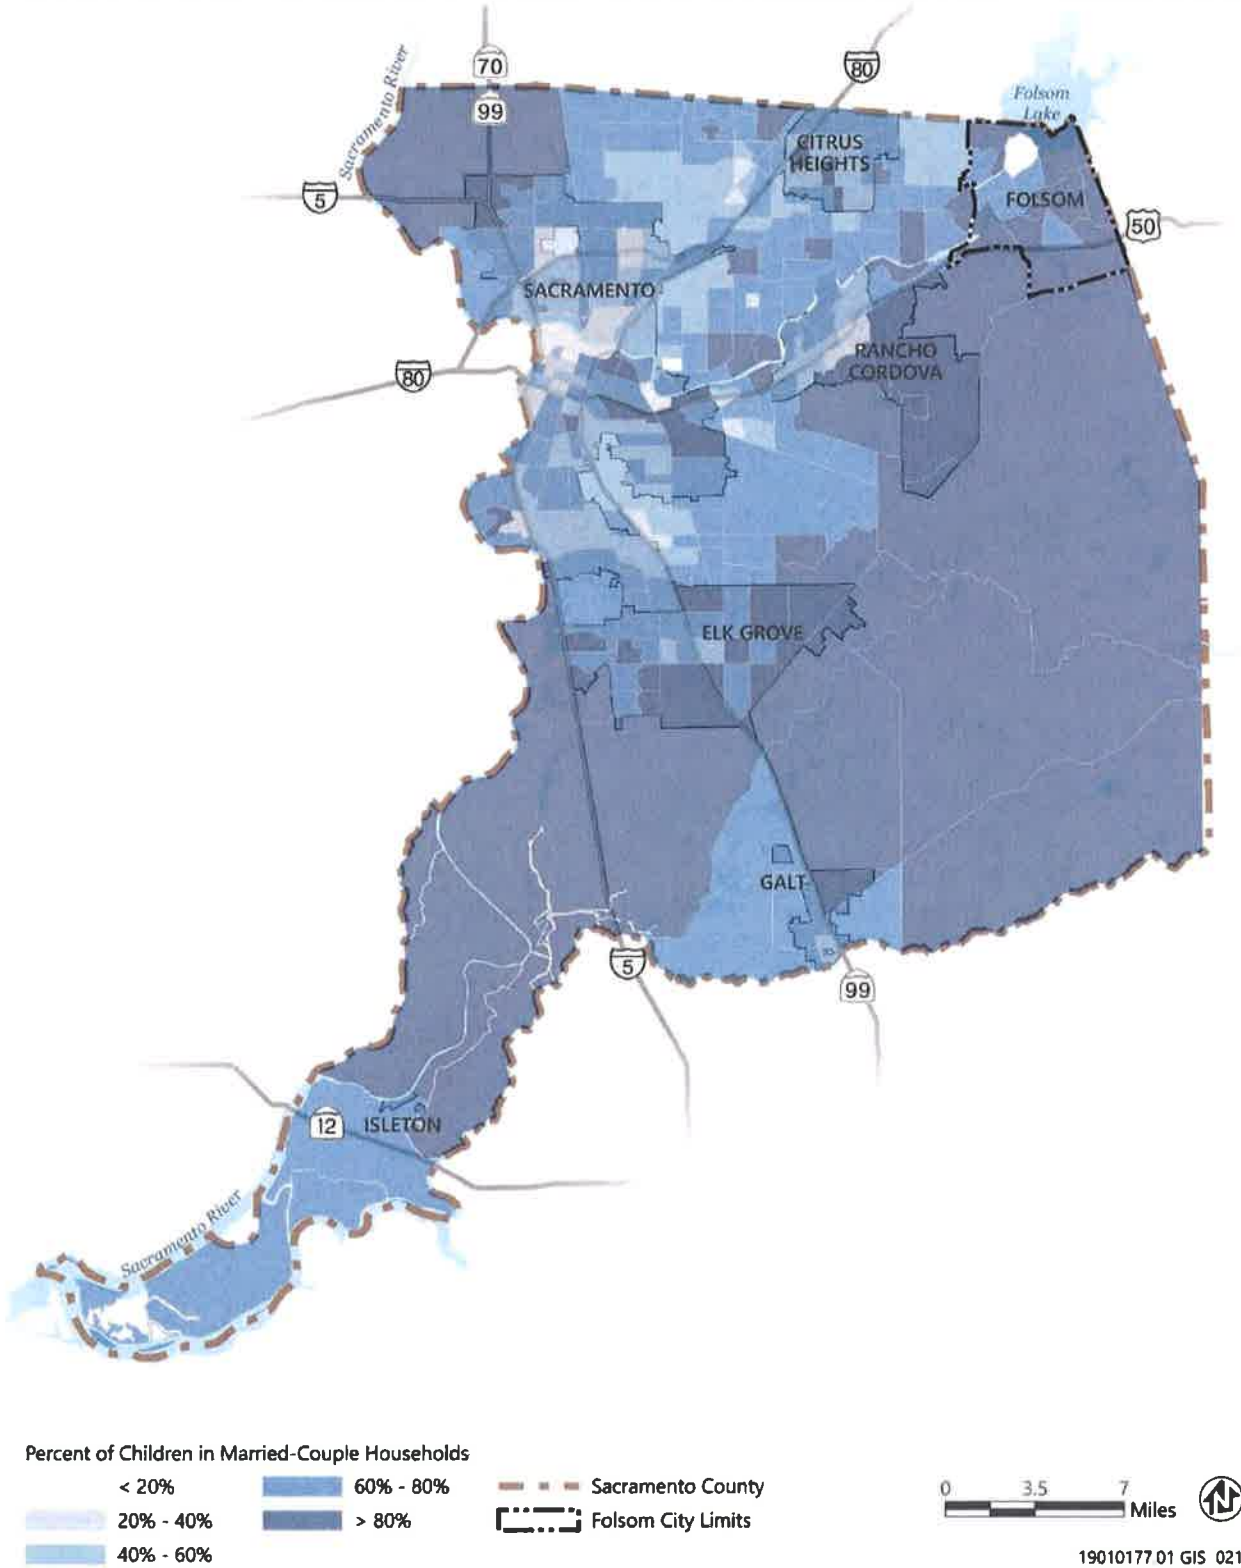 70
80
Sacramento River
99
Folsom
Lake
CITRUS
HEIGHTS
5
FOLSOM
50
SACRAMENTO
RANCHO
CORDOVA
80
ELK GROVE
GALT
5
99
12
ISLETON
Sacramento River
Percent of Children in Married-Couple Households
< 20%
20% - 40%
40% - 60%
60% - 80%
> 80%
Sacramento County
Folsom City Limits
0 3.5 7
Miles
N
19010177 01 GIS 021